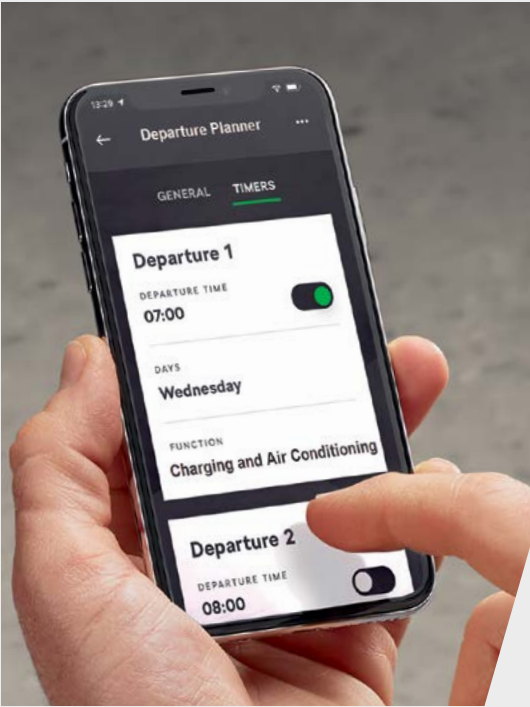 13:29
Departure Planner
GENERAL TIMERS
Departure 1
DEPARTURE TIME
07:00
DAYS
Wednesday
FUNCTION
Charging and Air Conditioning
Departure 2
DEPARTURE TIME
08:00